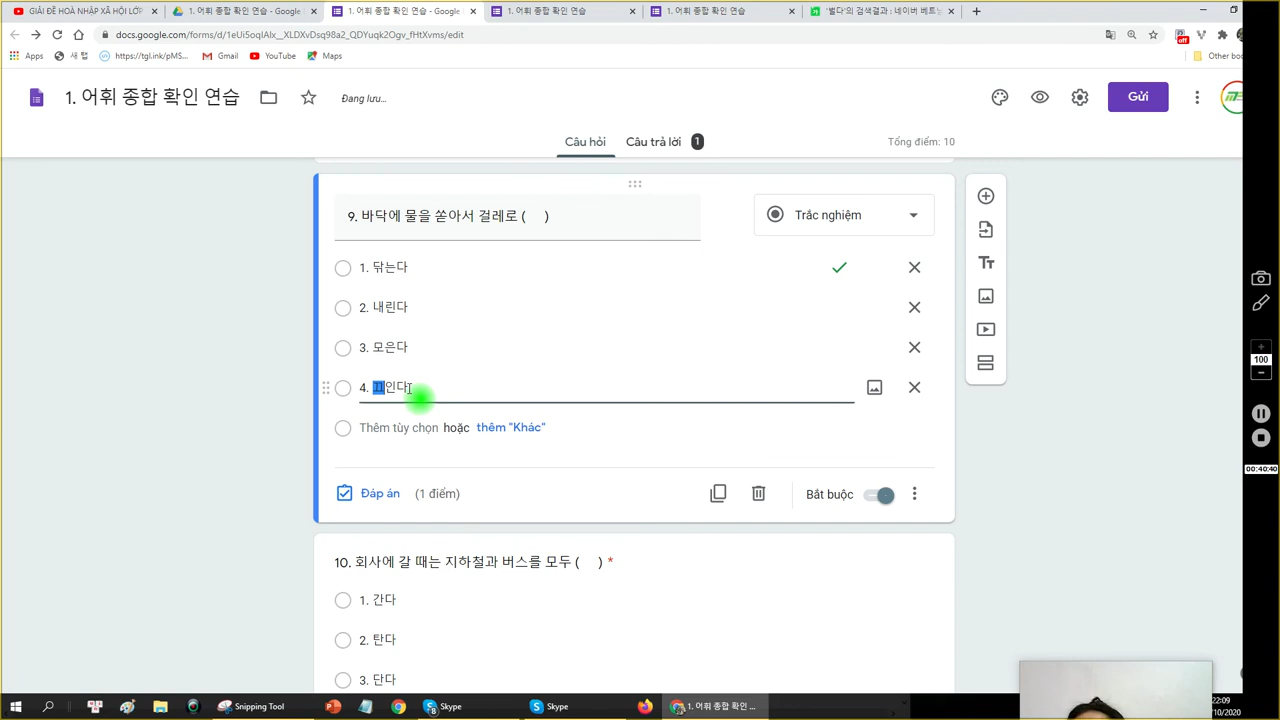 GIẢI ĐỀ HOÀ NHẬP XÃ HỘI LỚP
1. 어휘 종합 확인 연습 - Google
1. 어휘 종합 확인 연습 - Google
1. 어휘 종합 확인 연습
1. 어휘 종합 확인 연습
'벌다'의 검색결과 : 네이버 베트남
docs.google.com/forms/d/
/edit
Apps
새 탭
https://tgl.ink/pMS...
Gmail
YouTube
Maps
Other boo
off
1. 어휘 종합 확인 연습
Đang lưu...
Gửi
Câu hỏi
Câu trả lời
1
Tổng điểm: 10
9. 바닥에 물을 쏟아서 걸레로 ( )
Trắc nghiệm
1. 닦는다
2. 내린다
3. 모은다
4. 끼인다
Thêm tùy chọn hoặc thêm "Khác"
Đáp án (1 điểm)
Bắt buộc
10. 회사에 갈 때는 지하철과 버스를 모두 ( ) *
1. 간다
2. 탄다
3. 단다
100
00:40:40
Snipping Tool
Skype
Skype
1. 어휘 종합 확인 ...
22:09
/10/2020